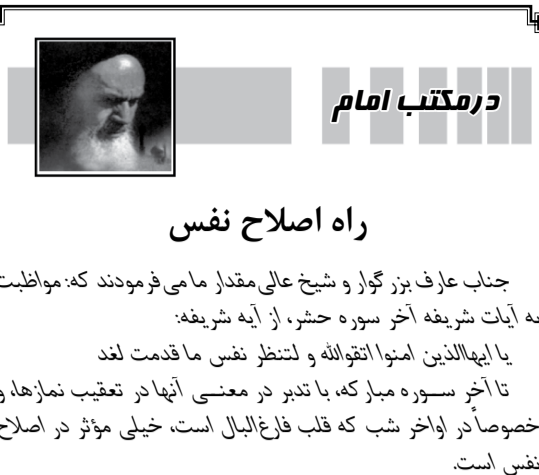 درمکتب امام
راه اصلاح نفس
جناب عارف بزرگوار و شیخ عالی‌مقدار ما می‌فرمودند که: مواظبت
به آیات شریفه آخر سوره حشر، از آیه شریفه:
یا ایهاالذین امنوا اتقوالله و لتنظر نفس ما قدمت لغد
تا آخر ســوره مبارکه، با تدبر در معنــی آنها در تعقیب نمازها، و
خصوصاً در اواخر شب که قلب فارغ‌البال است، خیلی مؤثر در اصلاح
نفس است.